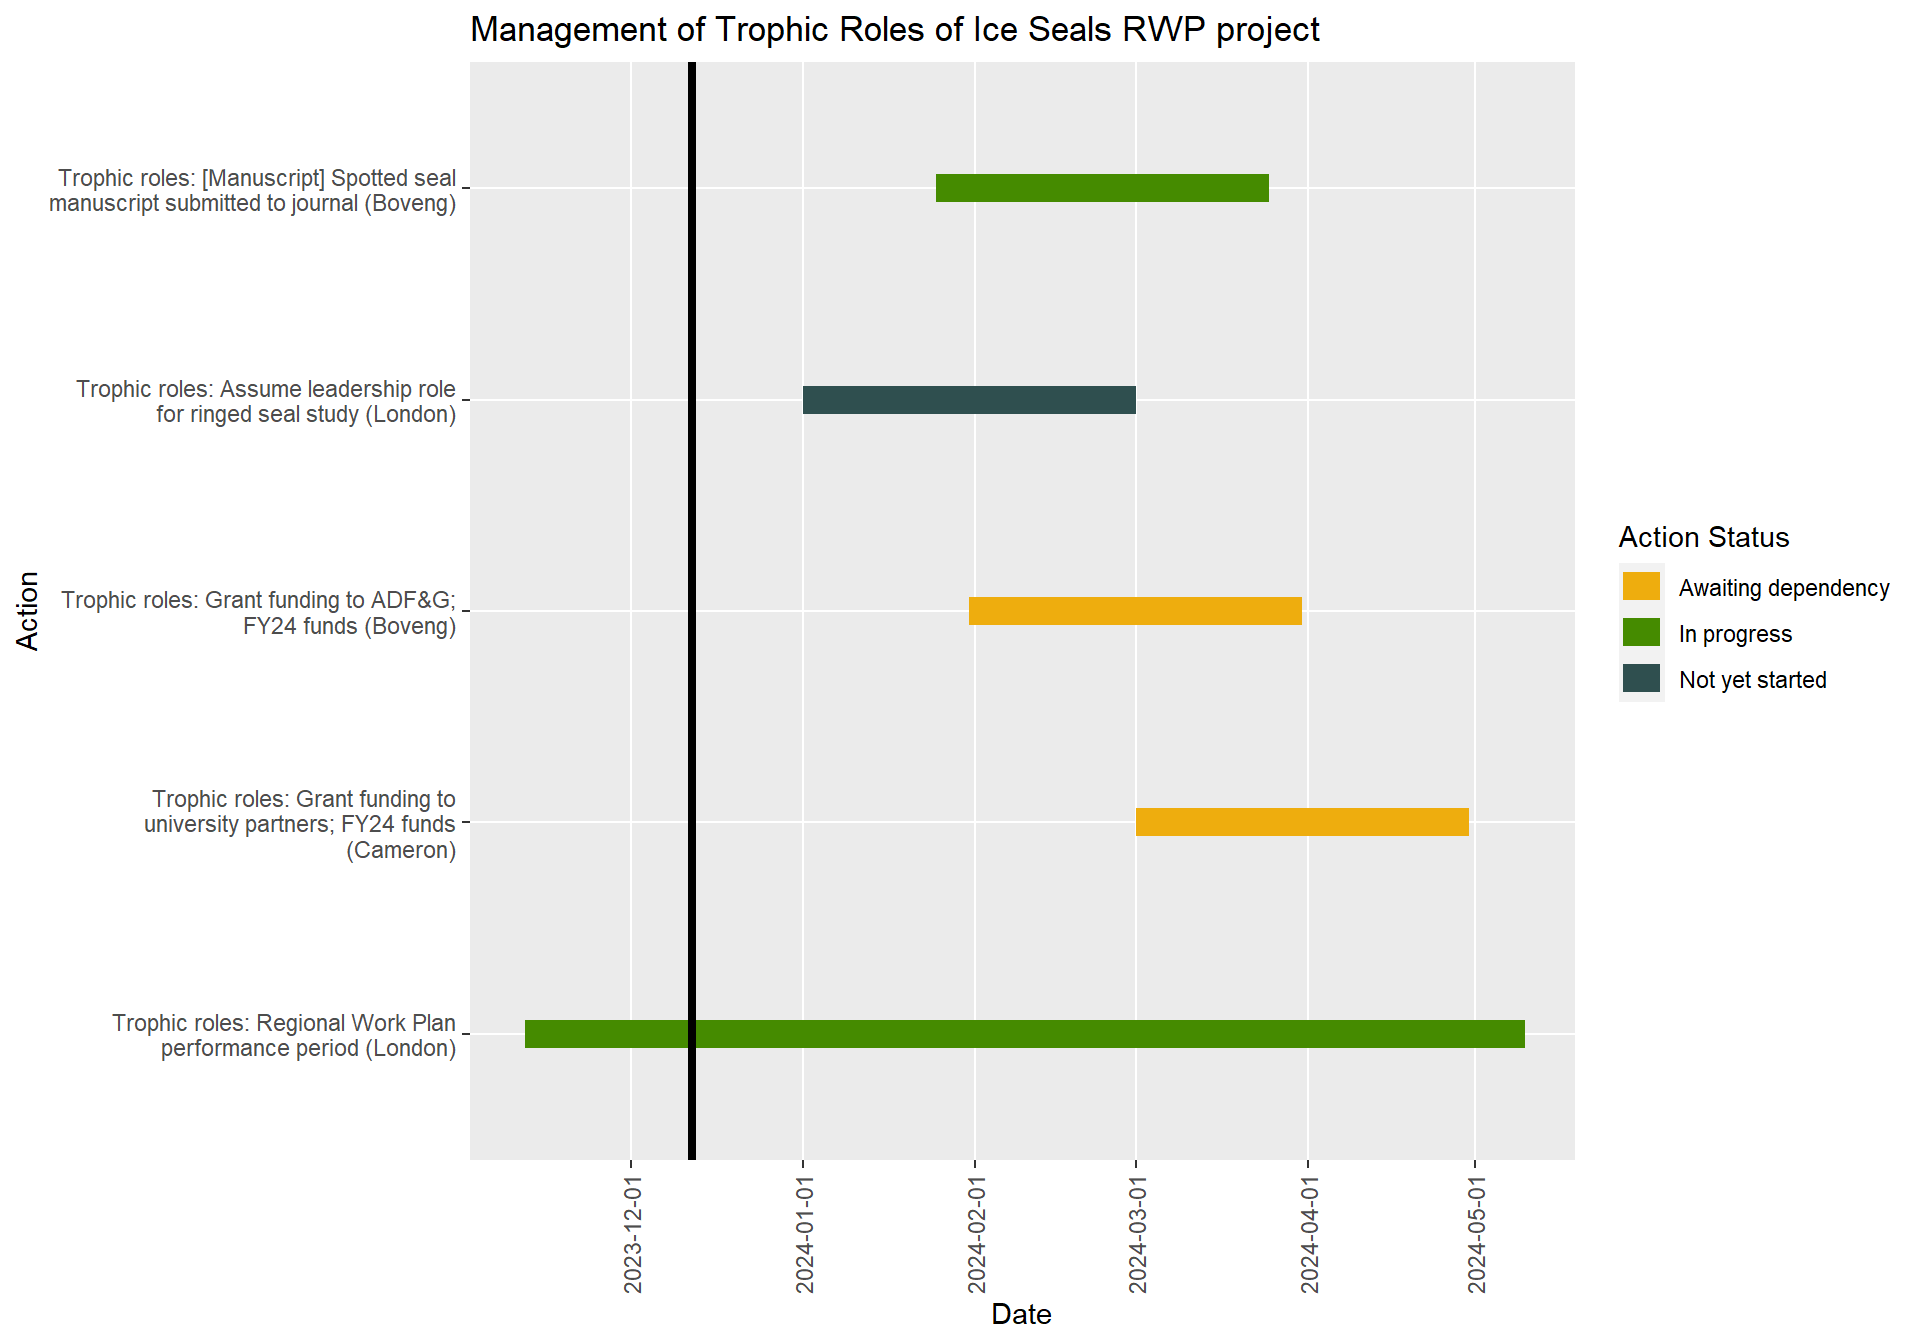 Management of Trophic Roles of Ice Seals RWP project
Trophic roles: [Manuscript] Spotted seal
manuscript submitted to journal (Boveng)
Trophic roles: Assume leadership role
for ringed seal study (London)
Trophic roles: Grant funding to ADF&G;
FY24 funds (Boveng)
Trophic roles: Grant funding to
university partners; FY24 funds
(Cameron)
Trophic roles: Regional Work Plan
performance period (London)
Action
2023-12-01
2024-01-01
2024-02-01
2024-03-01
2024-04-01
2024-05-01
Date
Action Status
Awaiting dependency
In progress
Not yet started